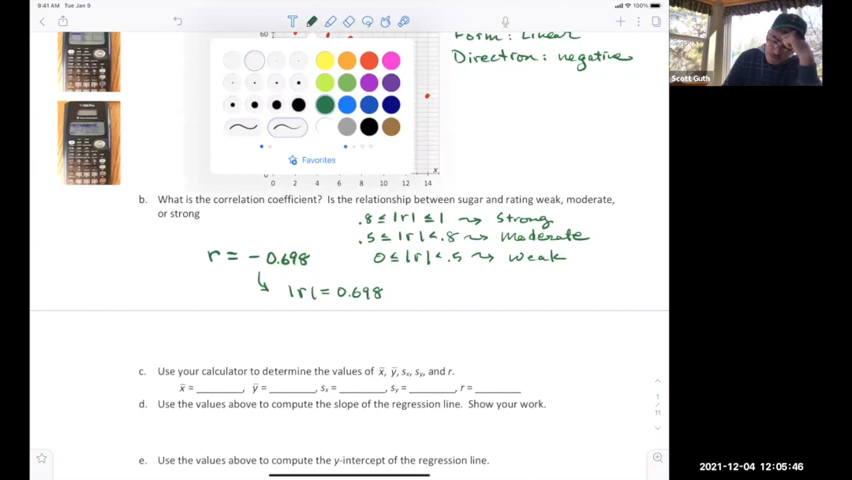 9:41 AM Tue Jan 9
100%
60
Form: Linear
Direction: negative
Scott Guth
Favorites
x
0 2 4 6 8 10 12 14
b. What is the correlation coefficient? Is the relationship between sugar and rating weak, moderate,
or strong
.8 ≤ |r| ≤ 1 ⇝ Strong
.5 ≤ |r| < .8 ⇝ Moderate
0 ≤ |r| < .5 ⇝ weak
r = - 0.698
|r| = 0.698
c. Use your calculator to determine the values of x̄, ȳ, sₓ, sᵧ, and r.
x̄ = ________, ȳ = ________, sₓ = ________, sᵧ = ________, r = ________
d. Use the values above to compute the slope of the regression line. Show your work.
1
/
11
e. Use the values above to compute the y-intercept of the regression line.
2021-12-04 12:05:46